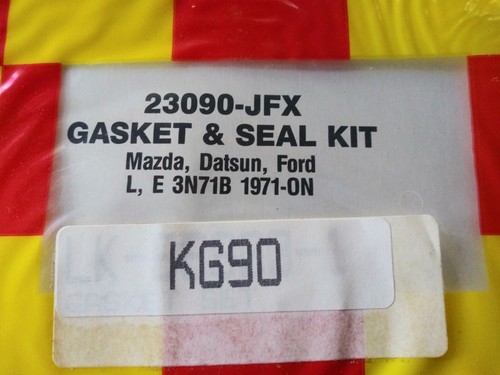 23090-JFX
GASKET & SEAL KIT
Mazda, Datsun, Ford
L, E 3N71B 1971-ON
KG90